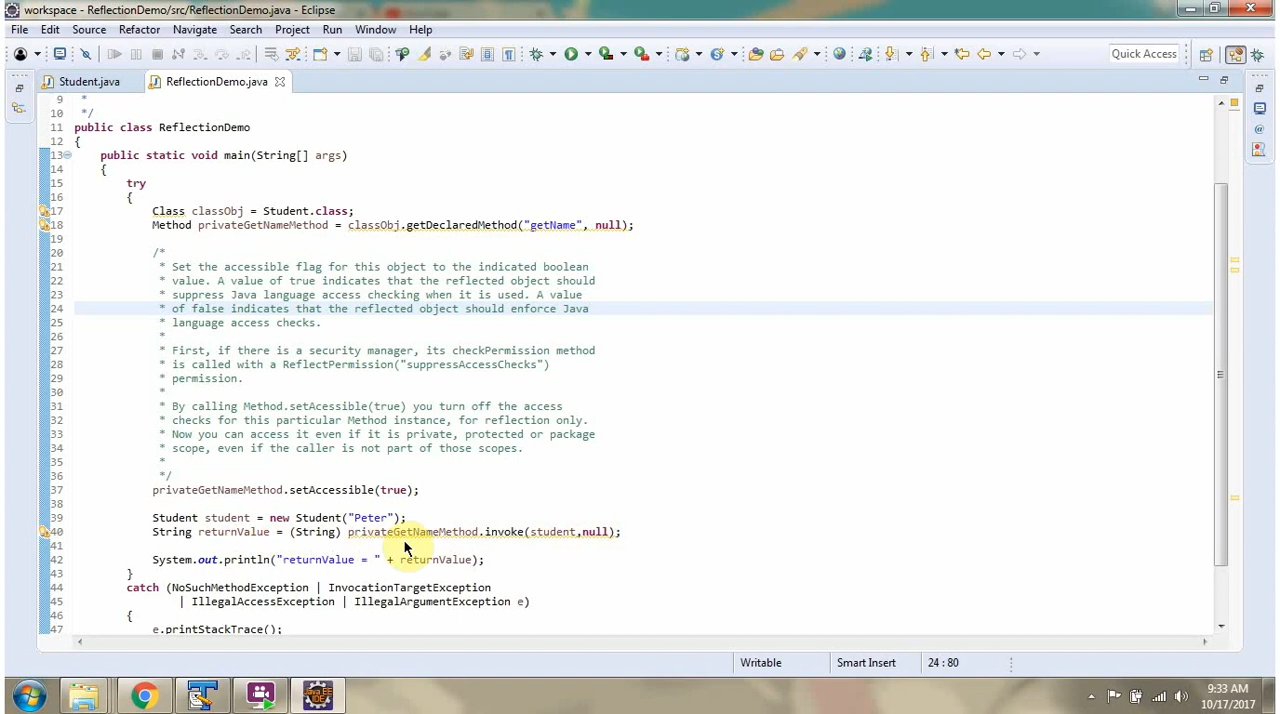 workspace - ReflectionDemo/src/ReflectionDemo.java - Eclipse
File Edit Source Refactor Navigate Search Project Run Window Help
Quick Access
Student.java ReflectionDemo.java
9 *
10 */
11 public class ReflectionDemo
12 {
13 public static void main(String[] args)
14 {
15 try
16 {
17 Class classObj = Student.class;
18 Method privateGetNameMethod = classObj.getDeclaredMethod("getName", null);
19
20 /*
21 * Set the accessible flag for this object to the indicated boolean
22 * value. A value of true indicates that the reflected object should
23 * suppress Java language access checking when it is used. A value
24 * of false indicates that the reflected object should enforce Java
25 * language access checks.
26 *
27 * First, if there is a security manager, its checkPermission method
28 * is called with a ReflectPermission("suppressAccessChecks")
29 * permission.
30 *
31 * By calling Method.setAcessible(true) you turn off the access
32 * checks for this particular Method instance, for reflection only.
33 * Now you can access it even if it is private, protected or package
34 * scope, even if the caller is not part of those scopes.
35 *
36 */
37 privateGetNameMethod.setAccessible(true);
38
39 Student student = new Student("Peter");
40 String returnValue = (String) privateGetNameMethod.invoke(student,null);
41
42 System.out.println("returnValue = " + returnValue);
43 }
44 catch (NoSuchMethodException | InvocationTargetException
45 | IllegalAccessException | IllegalArgumentException e)
46 {
47 e.printStackTrace();
Writable Smart Insert 24 : 80
Java EE
IDE
9:33 AM
10/17/2017